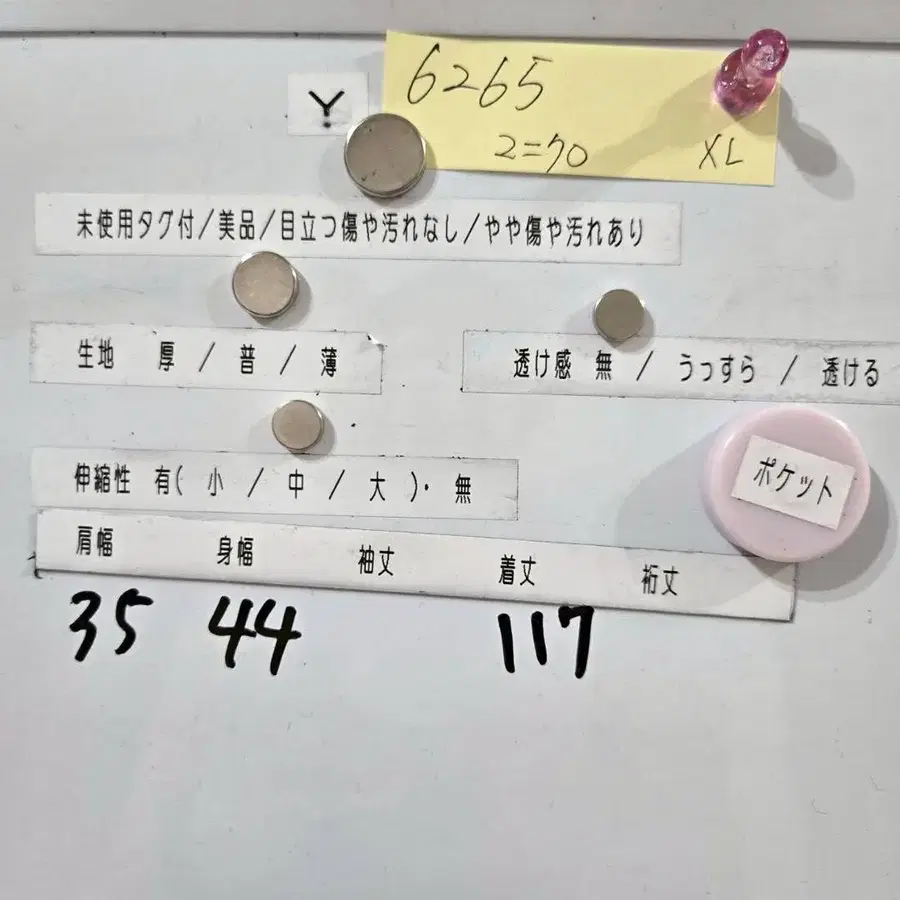 Y
6265
2=70 XL
未使用タグ付/美品/目立つ傷や汚れなし/やや傷や汚れあり
生地 厚 / 普 / 薄
透け感 無 / うっすら / 透ける
伸縮性 有( 小 / 中 / 大 )・無
ポケット
肩幅 身幅 袖丈 着丈 裄丈
35 44 117